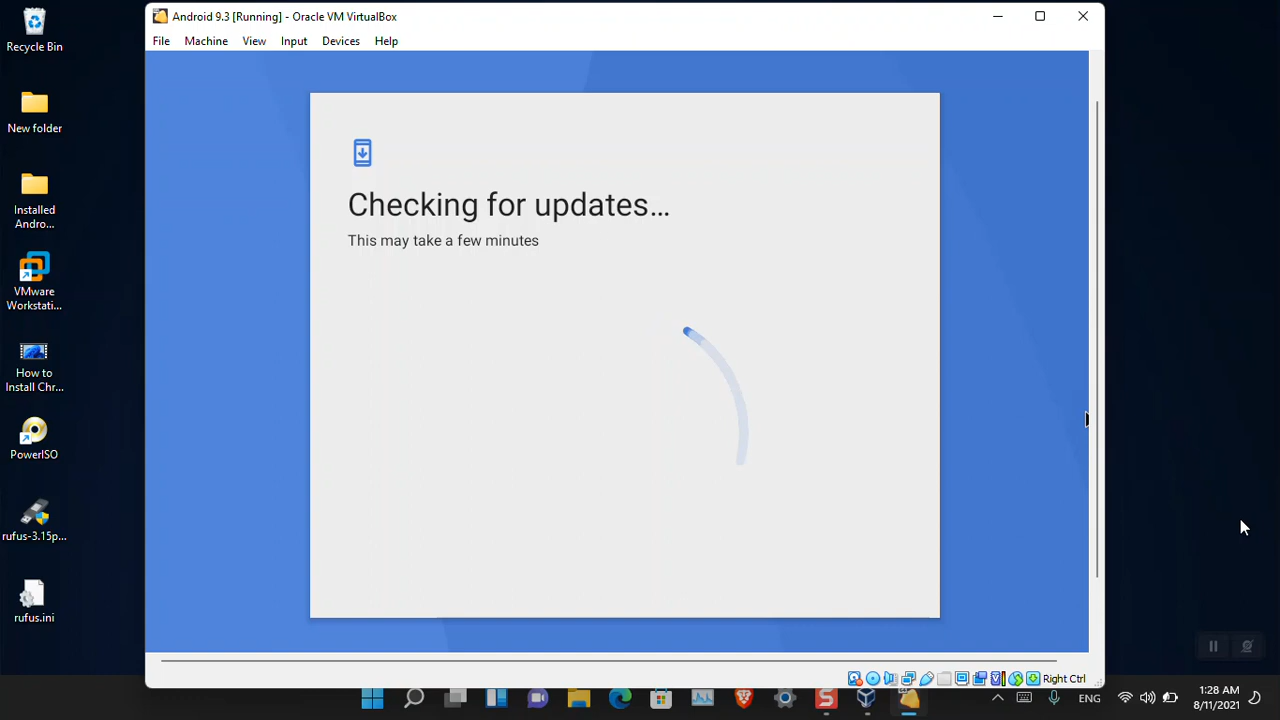 Recycle Bin
New folder
Installed
Andro...
VMware
Workstati...
How to
Install Chr...
PowerISO
rufus-3.15p...
rufus.ini
Android 9.3 [Running] - Oracle VM VirtualBox
File Machine View Input Devices Help
Checking for updates...
This may take a few minutes
Right Ctrl
ENG
1:28 AM
8/11/2021